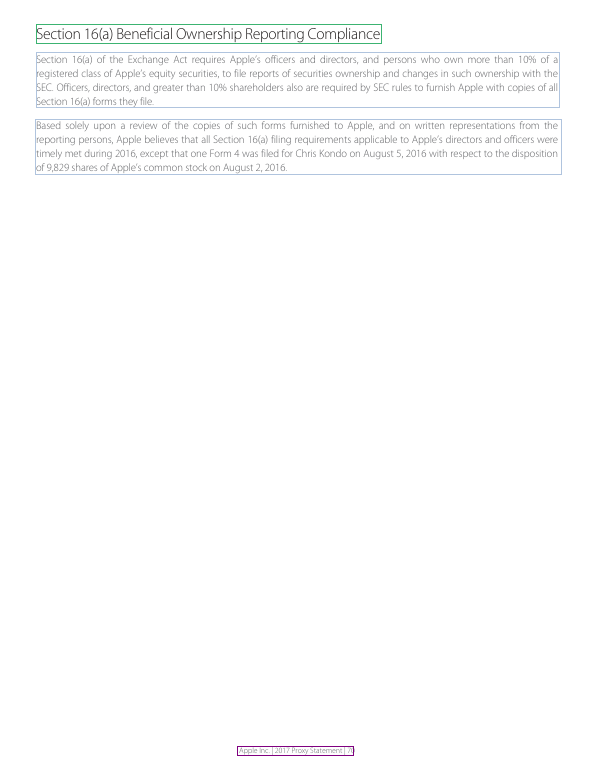 Section 16(a) Beneficial Ownership Reporting Compliance
Section 16(a) of the Exchange Act requires Apple's officers and directors, and persons who own more than 10% of a
registered class of Apple's equity securities, to file reports of securities ownership and changes in such ownership with the
SEC. Officers, directors, and greater than 10% shareholders also are required by SEC rules to furnish Apple with copies of all
Section 16(a) forms they file.
Based solely upon a review of the copies of such forms furnished to Apple, and on written representations from the
reporting persons, Apple believes that all Section 16(a) filing requirements applicable to Apple's directors and officers were
timely met during 2016, except that one Form 4 was filed for Chris Kondo on August 5, 2016 with respect to the disposition
of 9,829 shares of Apple's common stock on August 2, 2016.
Apple Inc. | 2017 Proxy Statement |